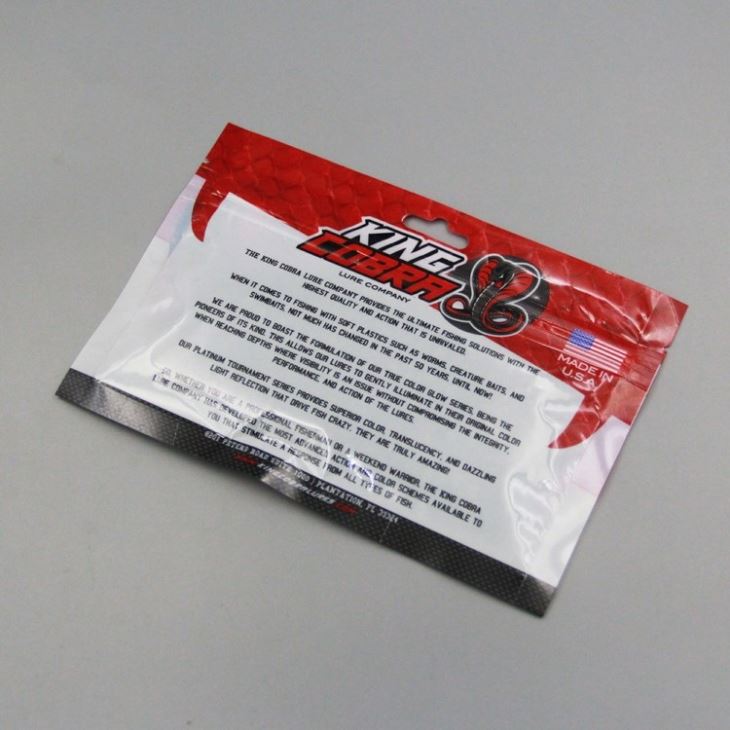 KING
COBRA
LURE COMPANY
MADE IN
U.S.A
THE KING COBRA LURE COMPANY PROVIDES THE ULTIMATE FISHING SOLUTIONS WITH THE
HIGHEST QUALITY AND ACTION THAT IS UNRIVALED.
WHEN IT COMES TO FISHING WITH SOFT PLASTICS SUCH AS WORMS, CREATURE BAITS, AND
SWIMBAITS, NOT MUCH HAS CHANGED IN THE PAST 50 YEARS, UNTIL NOW!
WE ARE PROUD TO BOAST THE FORMULATION OF OUR TRUE COLOR GLOW SERIES, BEING THE
PIONEERS OF ITS KIND. THIS ALLOWS OUR LURES TO GENTLY ILLUMINATE IN THEIR ORIGINAL COLOR
WHEN REACHING DEPTHS WHERE VISIBILITY IS AN ISSUE WITHOUT COMPROMISING THE INTEGRITY,
PERFORMANCE, AND ACTION OF THE LURES.
OUR PLATINUM TOURNAMENT SERIES PROVIDES SUPERIOR COLOR, TRANSLUCENCY, AND DAZZLING
LIGHT REFLECTION THAT DRIVE FISH CRAZY. THEY ARE TRULY AMAZING!
SO, WHETHER YOU ARE A PROFESSIONAL FISHERMAN OR A WEEKEND WARRIOR, THE KING COBRA
LURE COMPANY HAS DEVELOPED THE MOST ADVANCED ACTION AND COLOR SCHEMES AVAILABLE TO
YOU THAT STIMULATE A RESPONSE FROM ALL TYPES OF FISH.
ROAD SUITE | PLANTATION, FL